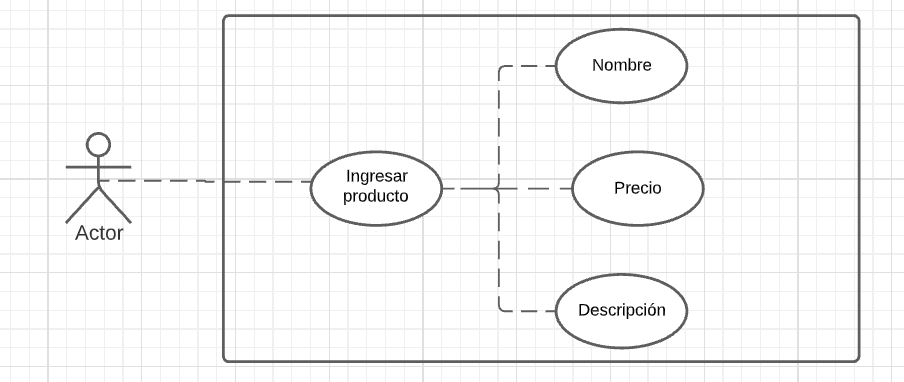 Actor
Ingresar
producto
Nombre
Precio
Descripción